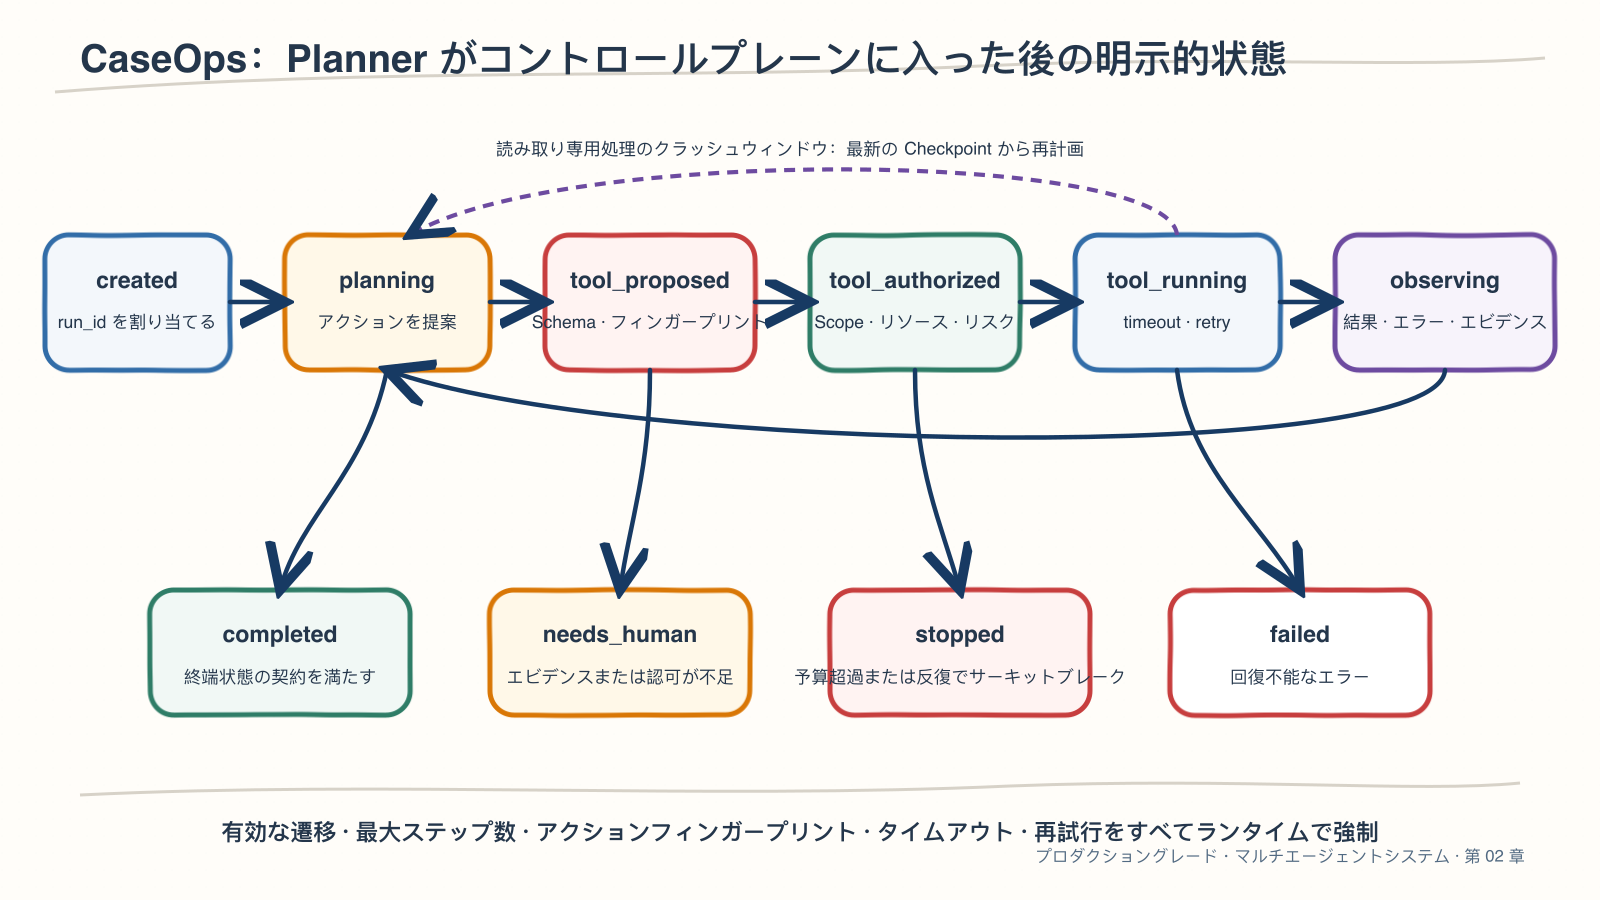 CaseOps：Planner がコントロールプレーンに入った後の明示的状態
読み取り専用処理のクラッシュウィンドウ：最新の Checkpoint から再計画
created
run_id を割り当てる
planning
アクションを提案
tool_proposed
Schema · フィンガープリント
tool_authorized
Scope · リソース · リスク
tool_running
timeout · retry
observing
結果 · エラー · エビデンス
completed
終端状態の契約を満たす
needs_human
エビデンスまたは認可が不足
stopped
予算超過または反復でサーキットブレーク
failed
回復不能なエラー
有効な遷移 · 最大ステップ数 · アクションフィンガープリント · タイムアウト · 再試行をすべてランタイムで強制
プロダクショングレード · マルチエージェントシステム · 第 02 章